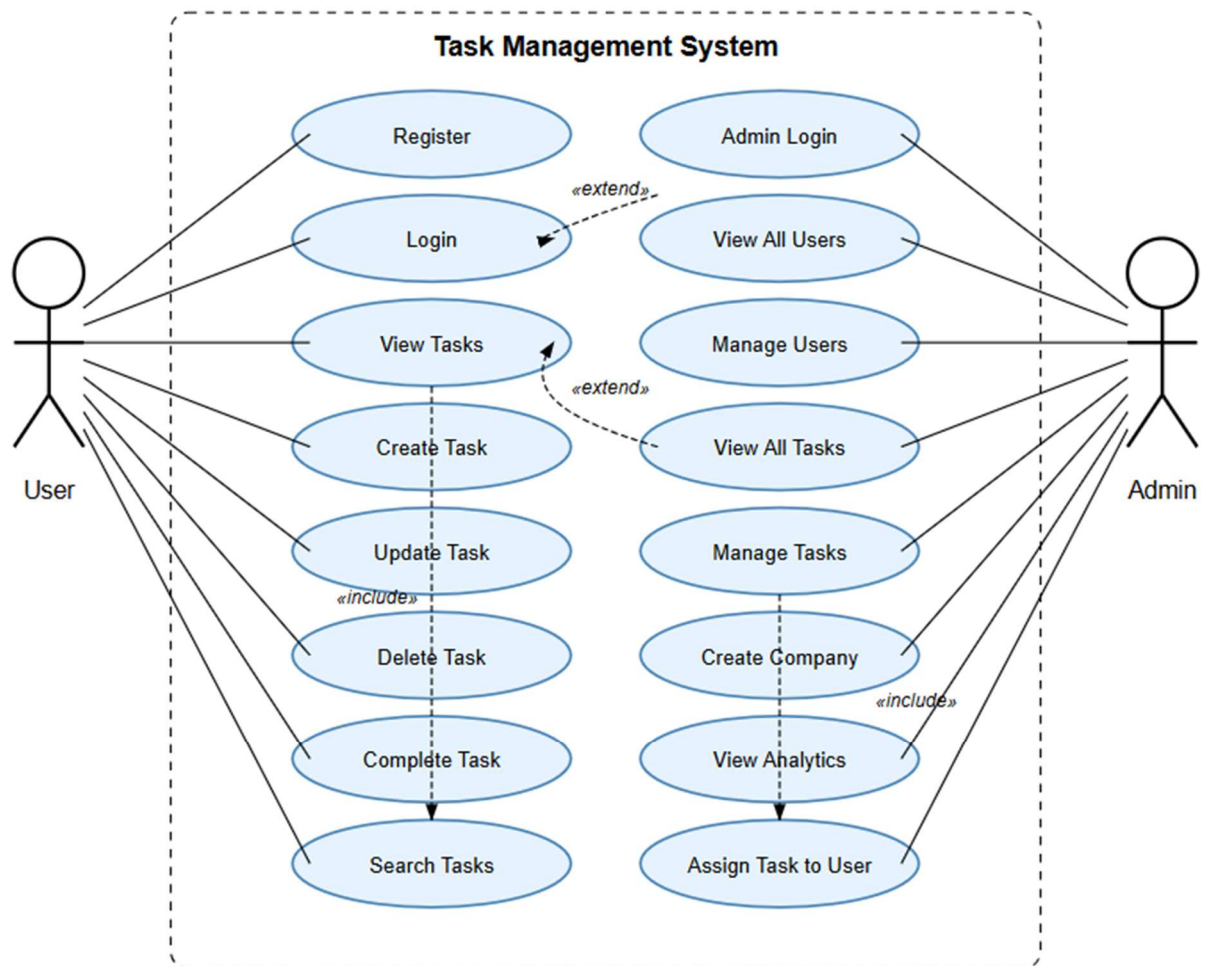 Task Management System
Register
Admin Login
«extend»
Login
View All Users
View Tasks
Manage Users
«extend»
Create Task
View All Tasks
User
Admin
Update Task
Manage Tasks
«include»
Delete Task
Create Company
«include»
Complete Task
View Analytics
Search Tasks
Assign Task to User